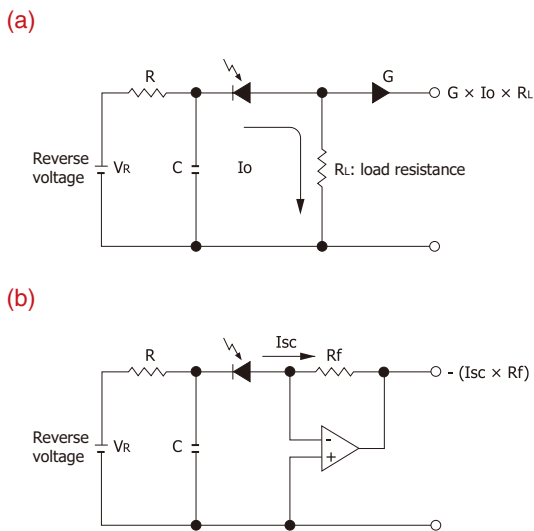 (a)
R
G
G × Io × RL
Reverse
voltage
VR
C
Io
RL: load resistance
(b)
R
Isc
Rf
- (Isc × Rf)
Reverse
voltage
VR
C
-
+